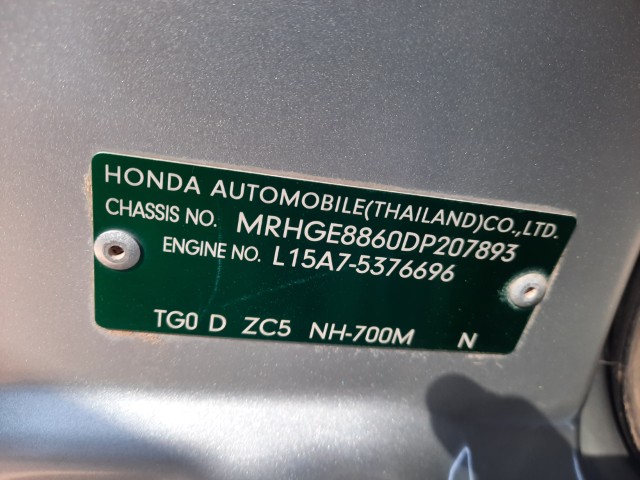 HONDA AUTOMOBILE(THAILAND)CO.,LTD.
CHASSIS NO. MRHGE8860DP207893
ENGINE NO. L15A7-5376696
TG0 D ZC5 NH-700M N